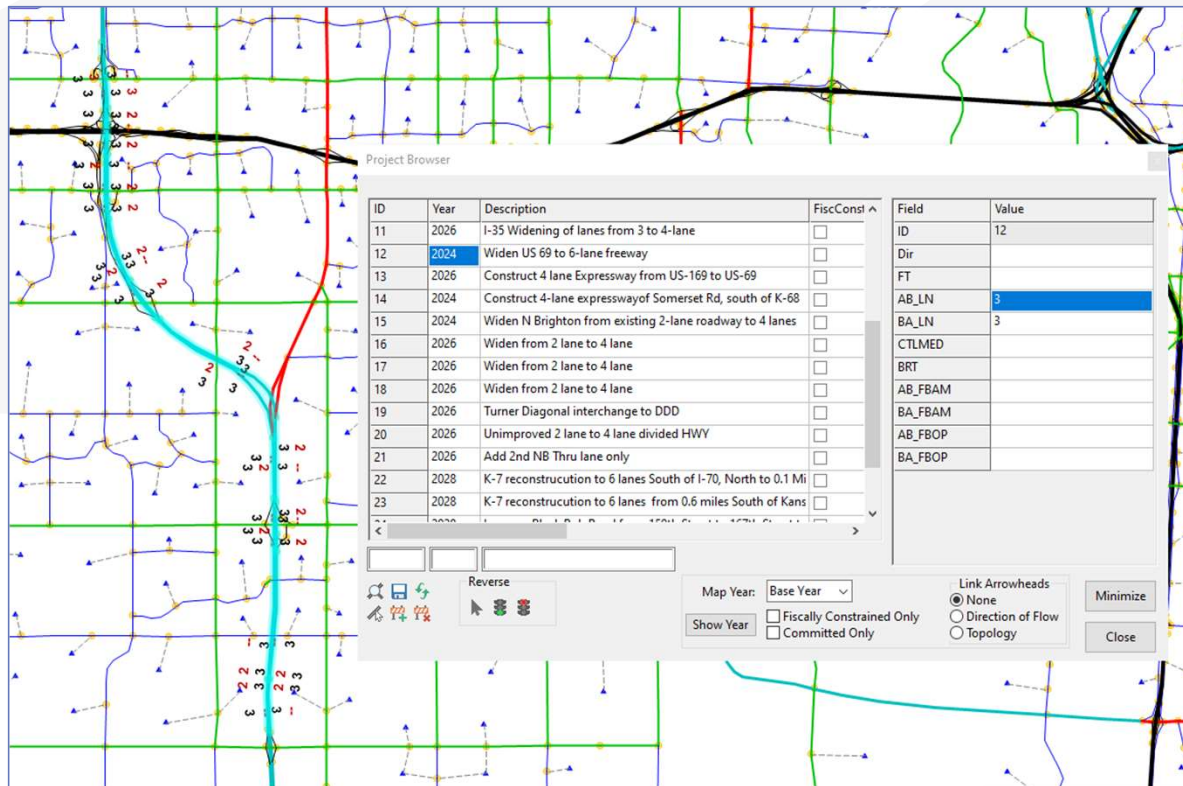 Project Browser
ID Year Description FiscConst
11 2026 I-35 Widening of lanes from 3 to 4-lane
12 2024 Widen US 69 to 6-lane freeway
13 2026 Construct 4 lane Expressway from US-169 to US-69
14 2024 Construct 4-lane expresswayof Somerset Rd, south of K-68
15 2024 Widen N Brighton from existing 2-lane roadway to 4 lanes
16 2026 Widen from 2 lane to 4 lane
17 2026 Widen from 2 lane to 4 lane
18 2026 Widen from 2 lane to 4 lane
19 2026 Turner Diagonal interchange to DDD
20 2026 Unimproved 2 lane to 4 lane divided HWY
21 2026 Add 2nd NB Thru lane only
22 2028 K-7 reconstrucution to 6 lanes South of I-70, North to 0.1 Mi
23 2028 K-7 reconstrucution to 6 lanes from 0.6 miles South of Kans
Field Value
ID 12
Dir
FT
AB_LN 3
BA_LN 3
CTLMED
BRT
AB_FBAM
BA_FBAM
AB_FBOP
BA_FBOP
Reverse
Map Year: Base Year
Show Year
Fiscally Constrained Only
Committed Only
Link Arrowheads
None
Direction of Flow
Topology
Minimize
Close